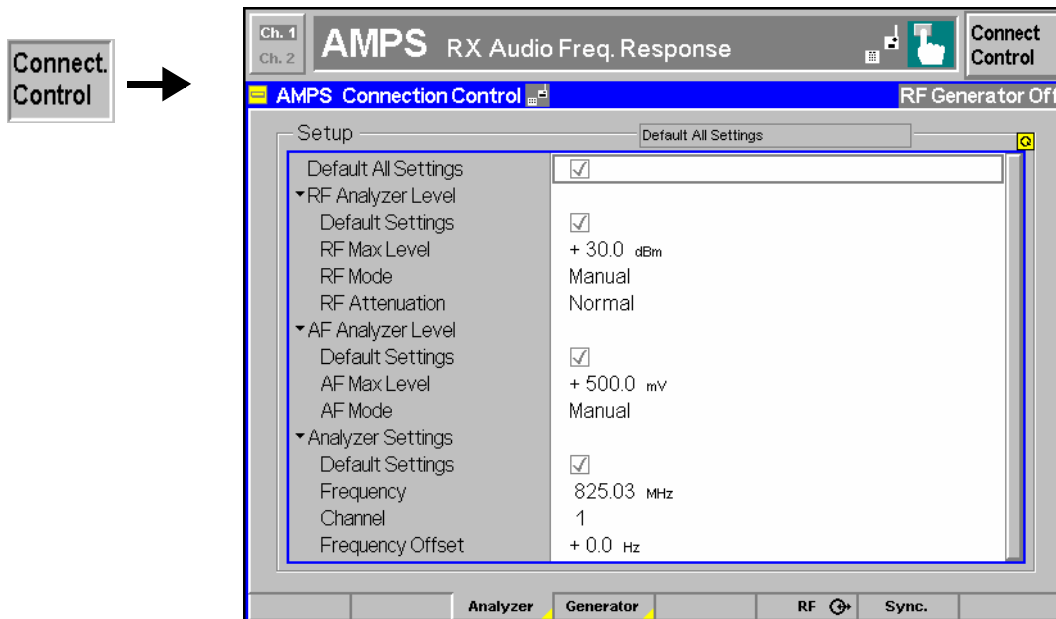 Connect.
Control
Ch. 1
Ch. 2
AMPS RX Audio Freq. Response
Connect
Control
AMPS Connection Control
RF Generator Off
Setup
Default All Settings
Default All Settings
RF Analyzer Level
Default Settings
RF Max Level + 30.0 dBm
RF Mode Manual
RF Attenuation Normal
AF Analyzer Level
Default Settings
AF Max Level + 500.0 mV
AF Mode Manual
Analyzer Settings
Default Settings
Frequency 825.03 MHz
Channel 1
Frequency Offset + 0.0 Hz
Analyzer Generator RF Sync.